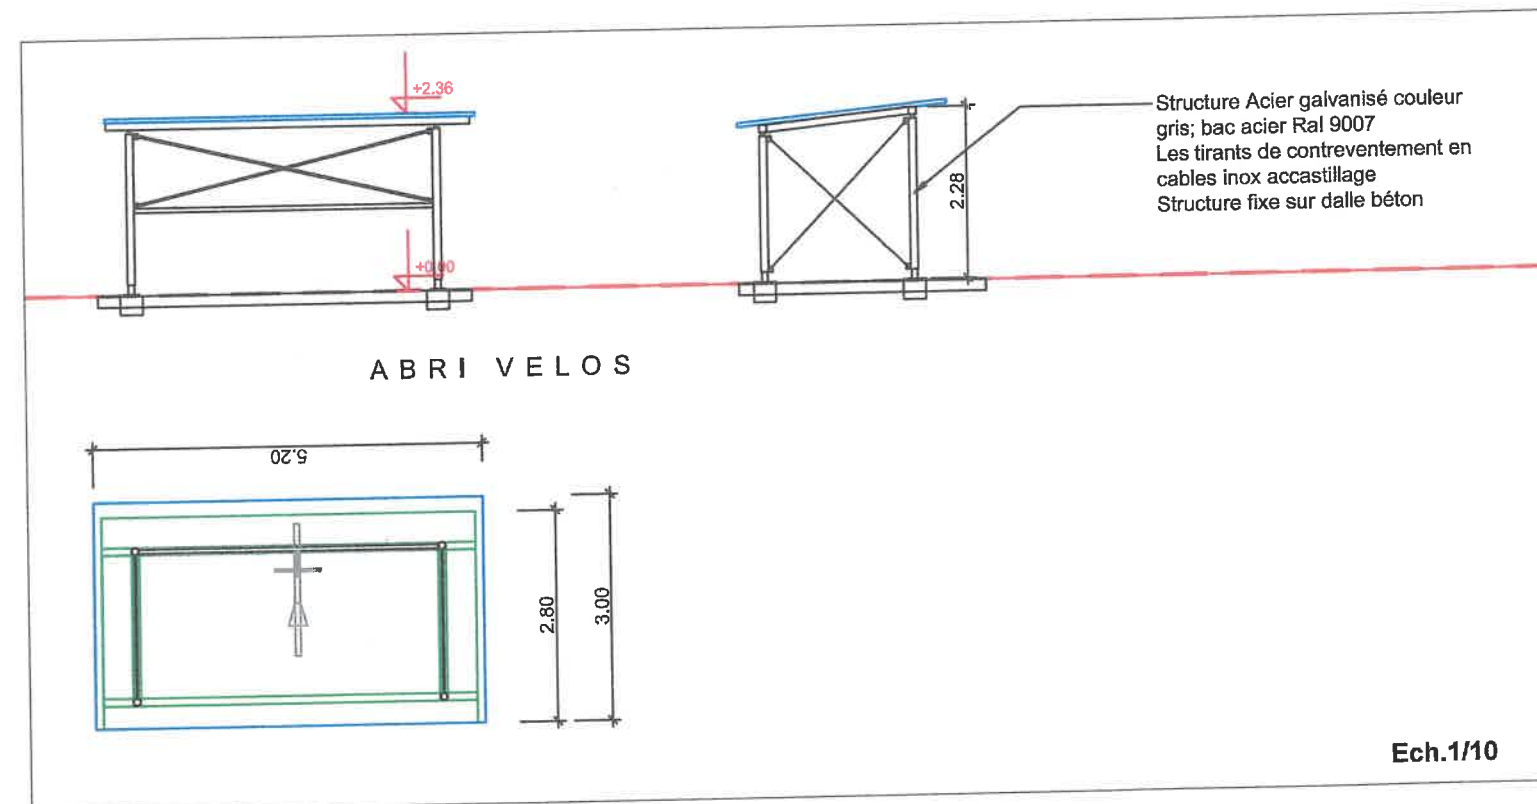 +2.36
Structure Acier galvanisé couleur
gris; bac acier Ral 9007
Les tirants de contreventement en
cables inox accastillage
Structure fixe sur dalle béton
2.28
+0.00
ABRI VELOS
5.20
2.80
3.00
Ech.1/10